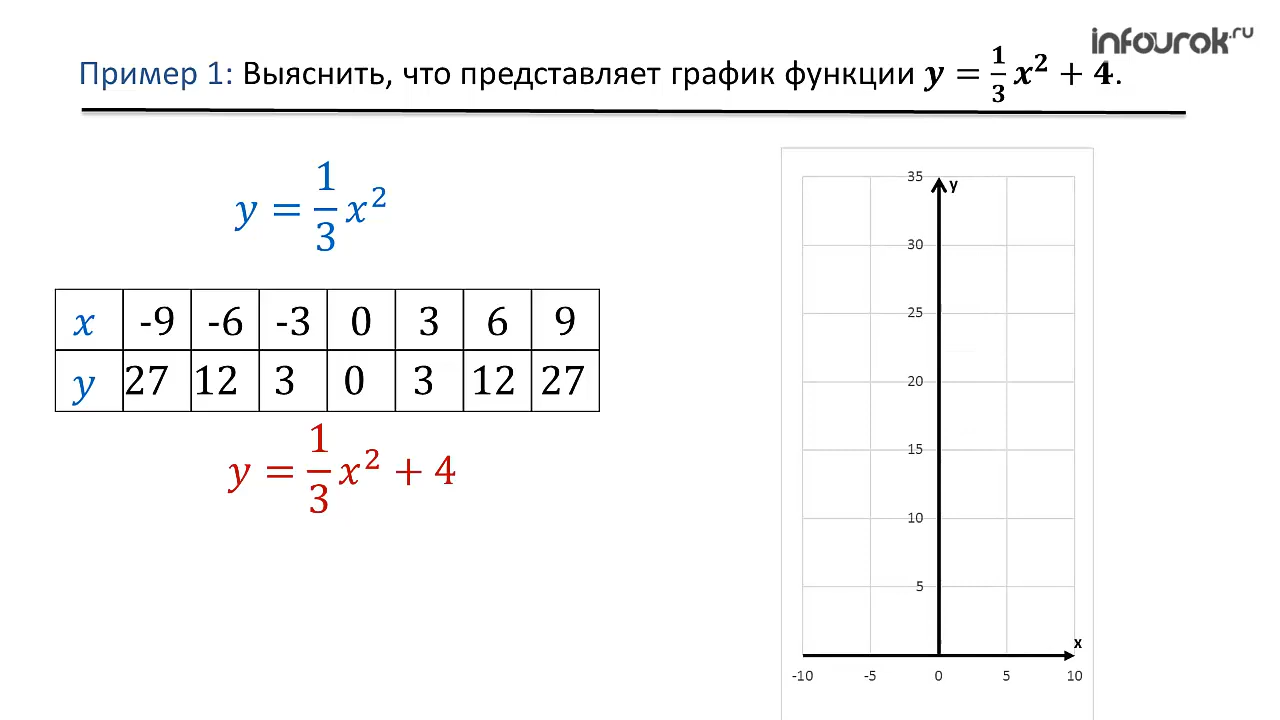 infourok.ru
Пример 1: Выяснить, что представляет график функции y = 1/3 x² + 4.
y = 1/3 x²
x -9 -6 -3 0 3 6 9
y 27 12 3 0 3 12 27
y = 1/3 x² + 4
35 y
30
25
20
15
10
5
x
-10 -5 0 5 10